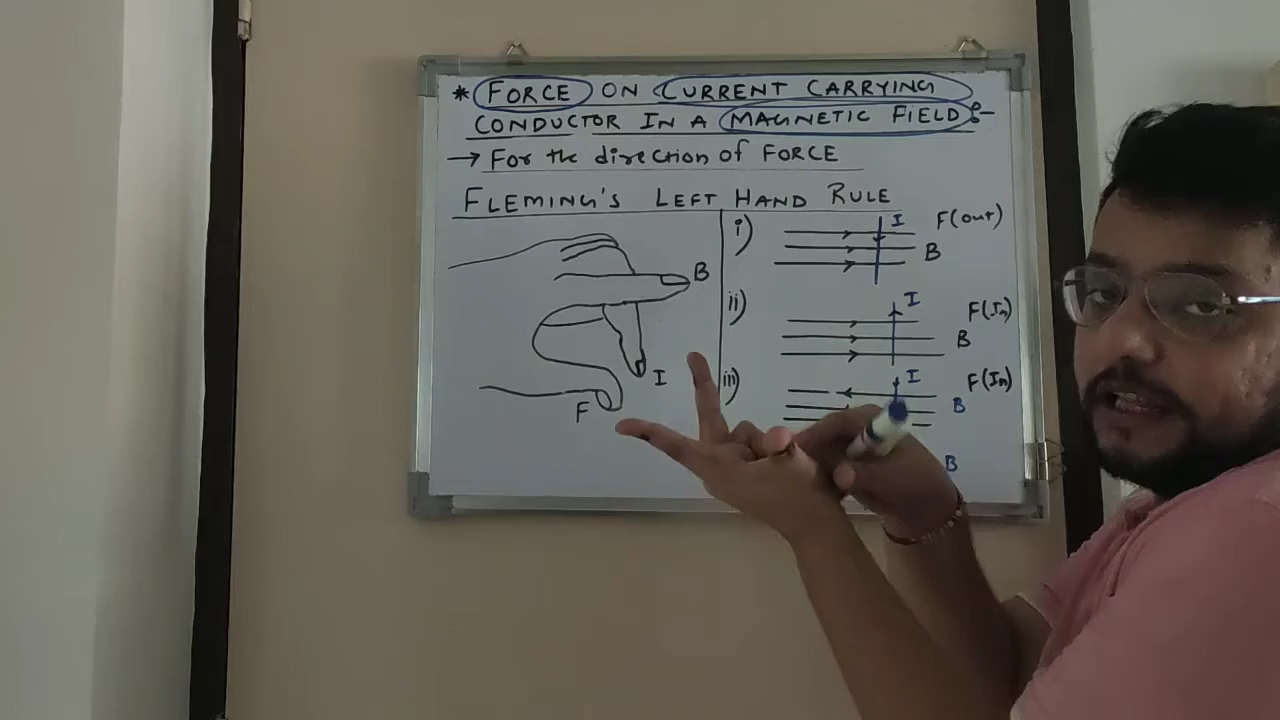 * FORCE ON CURRENT CARRYING
CONDUCTOR IN A MAGNETIC FIELD :-
→ For the direction of FORCE
FLEMING'S LEFT HAND RULE
B
I
F
i) I F(out)
B
ii) I F(In)
B
iii) I F(In)
B
B